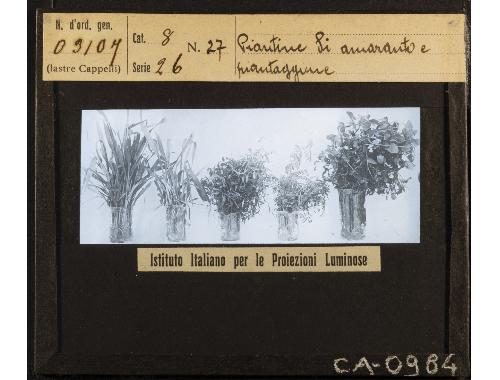 N. d'ord. gen.
09107
(lastre Cappelli)
Cat. 8
Serie 26
N. 27
Piantine di amaranto e
piantaggine
Istituto Italiano per le Proiezioni Luminose
CA-0984